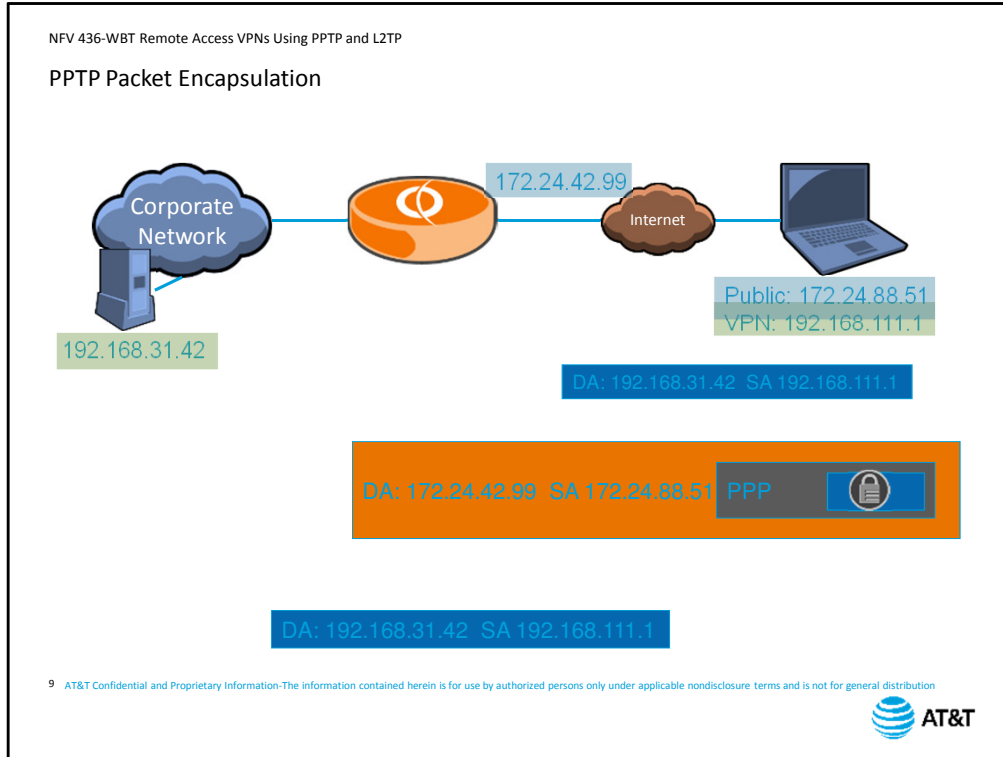 NFV 436-WBT Remote Access VPNs Using PPTP and L2TP
PPTP Packet Encapsulation
172.24.42.99
Corporate
Network
Internet
Public: 172.24.88.51
VPN: 192.168.111.1
192.168.31.42
DA: 192.168.31.42 SA 192.168.111.1
DA: 172.24.42.99 SA 172.24.88.51 PPP
DA: 192.168.31.42 SA 192.168.111.1
9 AT&T Confidential and Proprietary Information-The information contained herein is for use by authorized persons only under applicable nondisclosure terms and is not for general distribution
AT&T